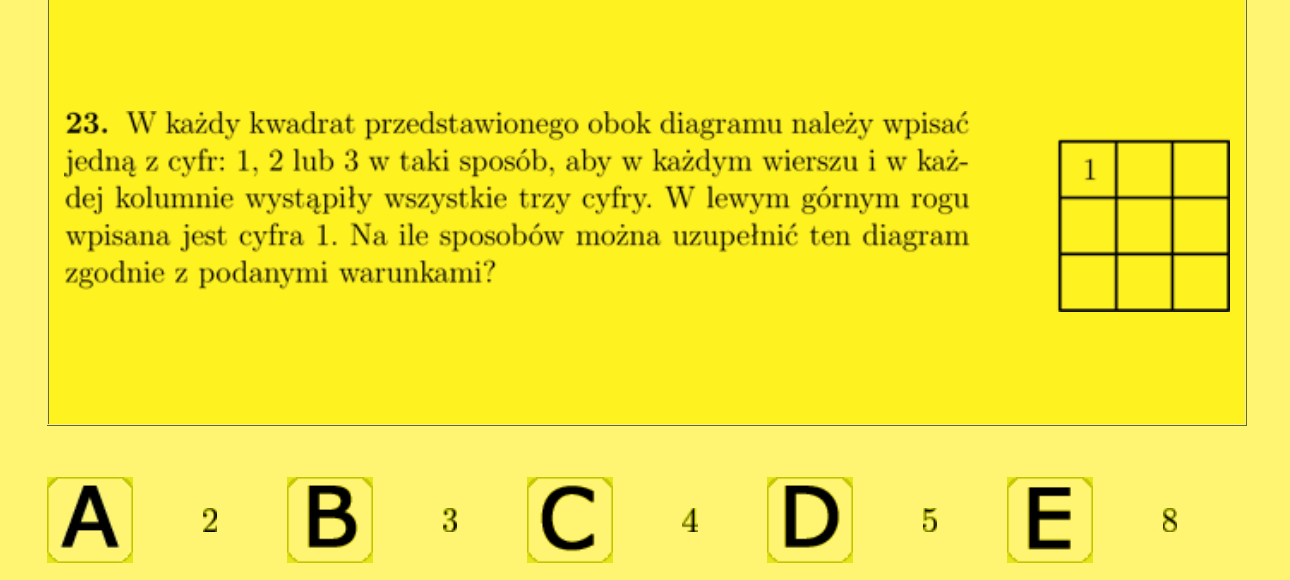 23. W każdy kwadrat przedstawionego obok diagramu należy wpisać
jedną z cyfr: 1, 2 lub 3 w taki sposób, aby w każdym wierszu i w każ-
dej kolumnie wystąpiły wszystkie trzy cyfry. W lewym górnym rogu
wpisana jest cyfra 1. Na ile sposobów można uzupełnić ten diagram
zgodnie z podanymi warunkami?
1
A 2 B 3 C 4 D 5 E 8